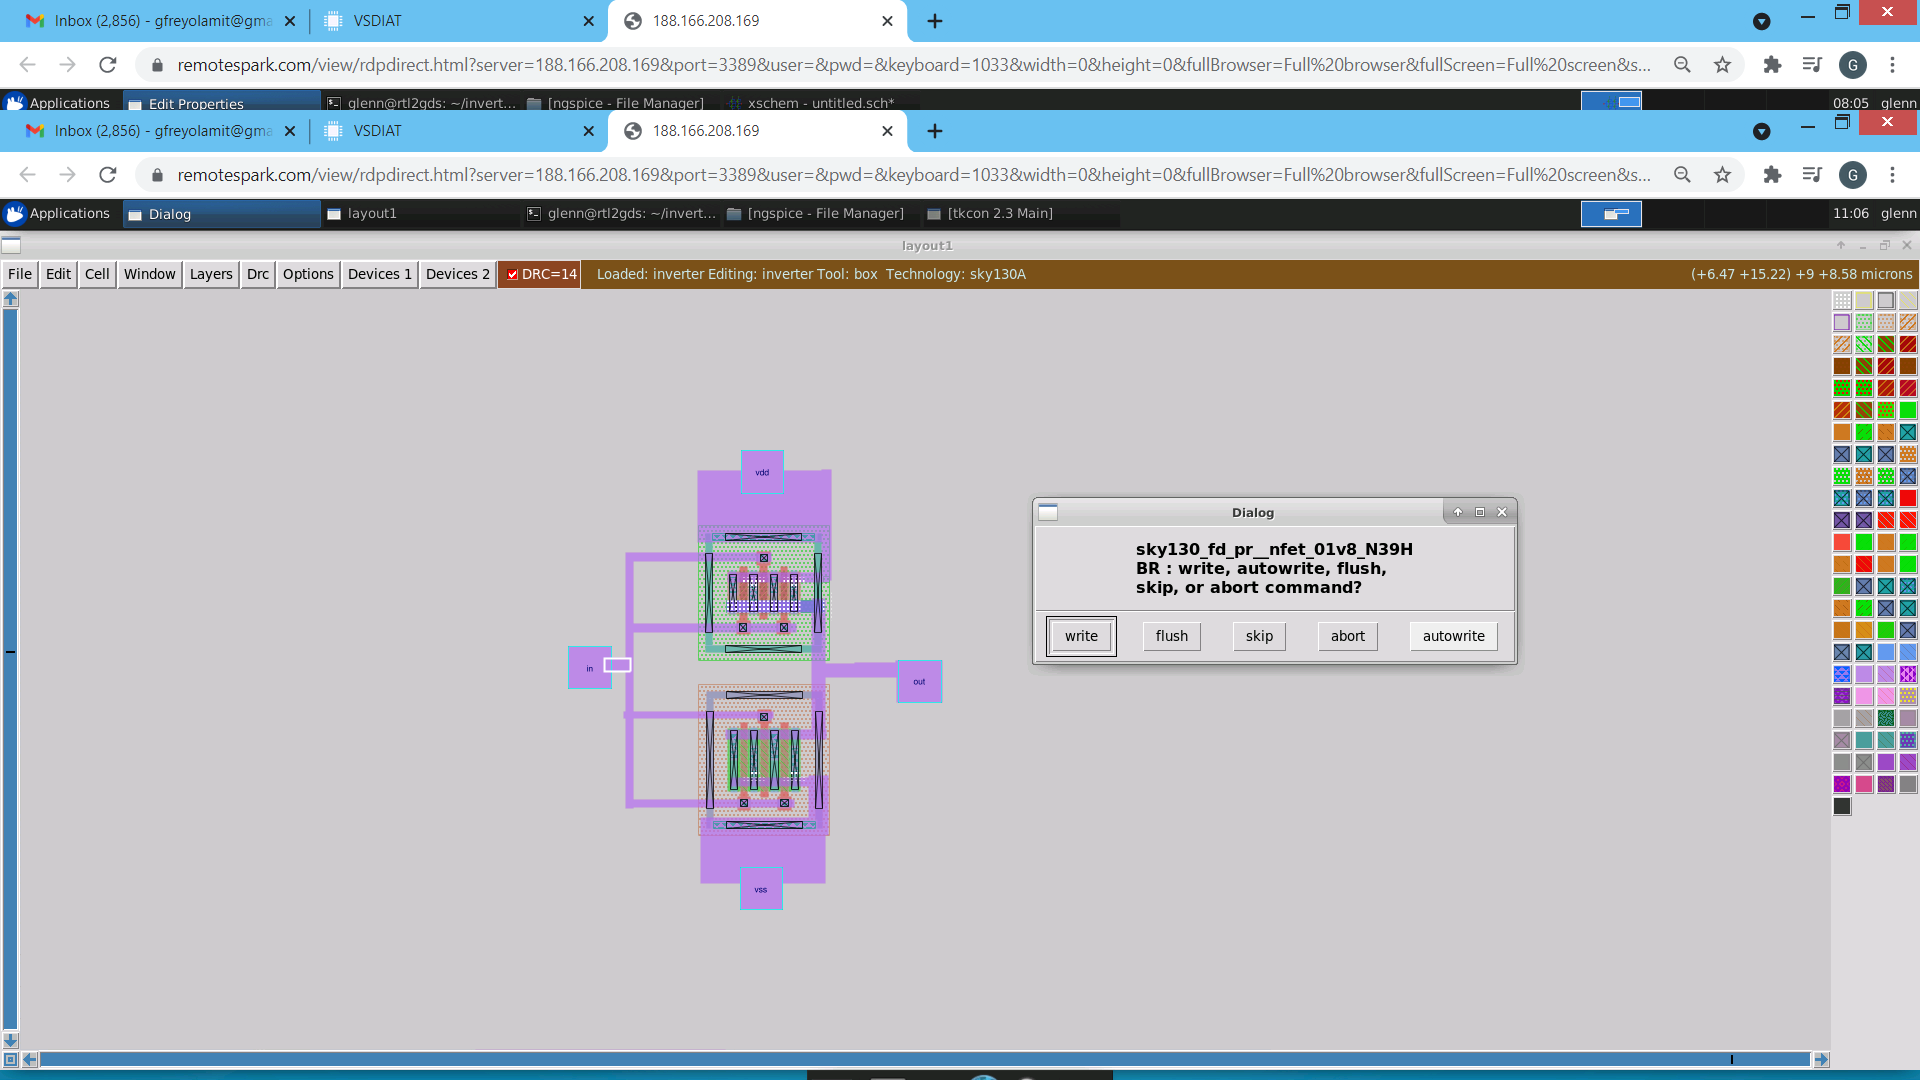 Inbox (2,856) - gfreyolamit@gma
VSDIAT
188.166.208.169
remotespark.com/view/rdpdirect.html?server=188.166.208.169&port=3389&user=&pwd=&keyboard=1033&width=0&height=0&fullBrowser=Full%20browser&fullScreen=Full%20screen&s...
G
Applications
Edit Properties
glenn@rtl2gds: ~/invert...
[ngspice - File Manager]
xschem - untitled.sch*
08:05
glenn
Inbox (2,856) - gfreyolamit@gma
VSDIAT
188.166.208.169
remotespark.com/view/rdpdirect.html?server=188.166.208.169&port=3389&user=&pwd=&keyboard=1033&width=0&height=0&fullBrowser=Full%20browser&fullScreen=Full%20screen&s...
G
Applications
Dialog
layout1
glenn@rtl2gds: ~/invert...
[ngspice - File Manager]
[tkcon 2.3 Main]
11:06
glenn
layout1
File Edit Cell Window Layers Drc Options Devices 1 Devices 2 DRC=14 Loaded: inverter Editing: inverter Tool: box Technology: sky130A (+6.47 +15.22) +9 +8.58 microns
vdd
in
out
vss
Dialog
sky130_fd_pr__nfet_01v8_N39H
BR : write, autowrite, flush,
skip, or abort command?
write flush skip abort autowrite